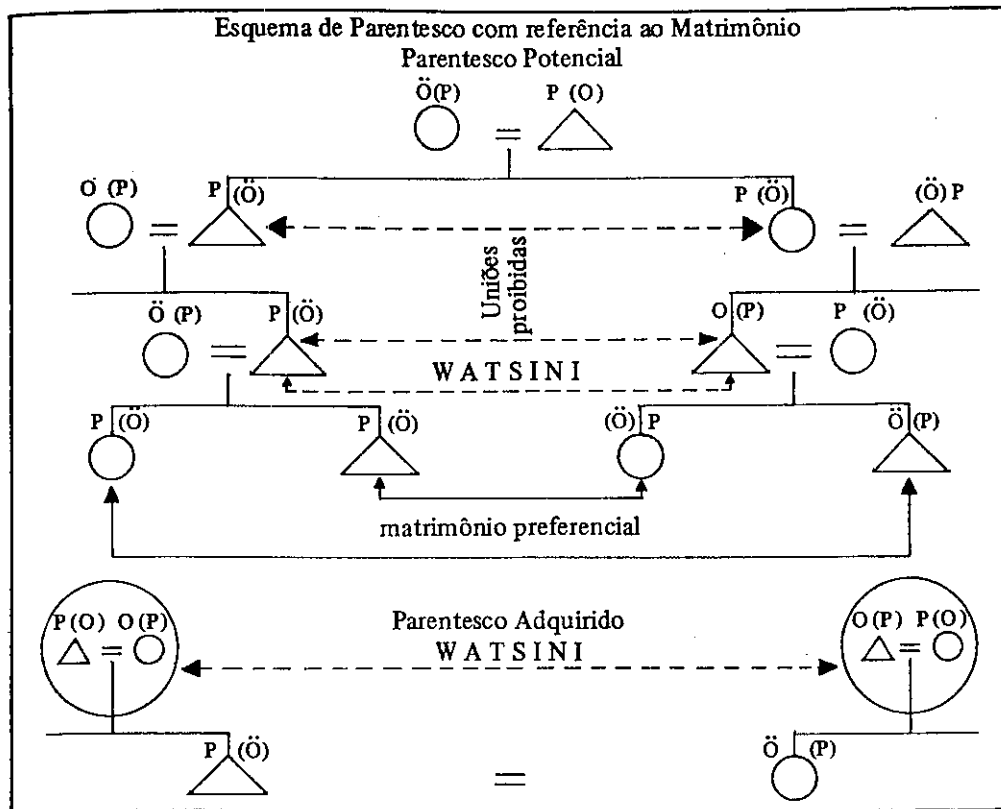 Esquema de Parentesco com referência ao Matrimônio
Parentesco Potencial
Ö(P) P (O)
O (P) P (Ö) P (Ö) (Ö) P
Uniões
proibidas
Ö (P) P (Ö) O (P) P (Ö)
WATSINI
P (Ö) P (Ö) (Ö) P Ö (P)
matrimônio preferencial
P(O) O(P) Parentesco Adquirido O(P) P(O)
WATSINI
P (Ö) Ö (P)